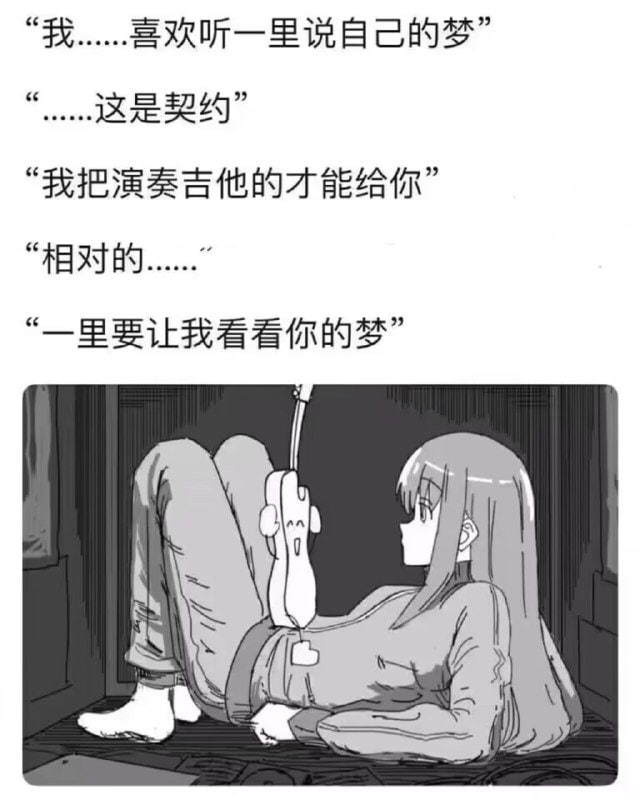 “我......喜欢听一里说自己的梦”
“......这是契约”
“我把演奏吉他的才能给你”
“相对的......”
“一里要让我看看你的梦”